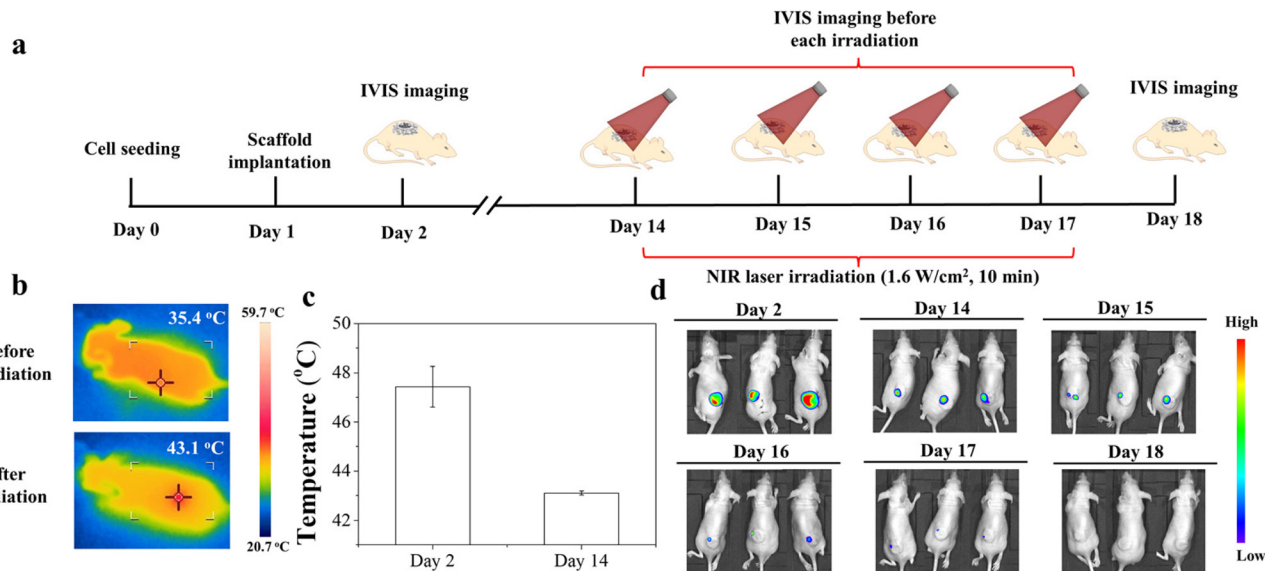 a
IVIS imaging before
each irradiation
IVIS imaging
IVIS imaging
Cell seeding
Scaffold
implantation
Day 0
Day 1
Day 2
Day 14
Day 15
Day 16
Day 17
Day 18
NIR laser irradiation (1.6 W/cm², 10 min)
b
35.4 °C
59.7 °C
efore
diation
43.1 °C
fter
diation
20.7 °C
c
Temperature (°C)
50
48
46
44
42
Day 2
Day 14
d
Day 2
Day 14
Day 15
High
Day 16
Day 17
Day 18
Low